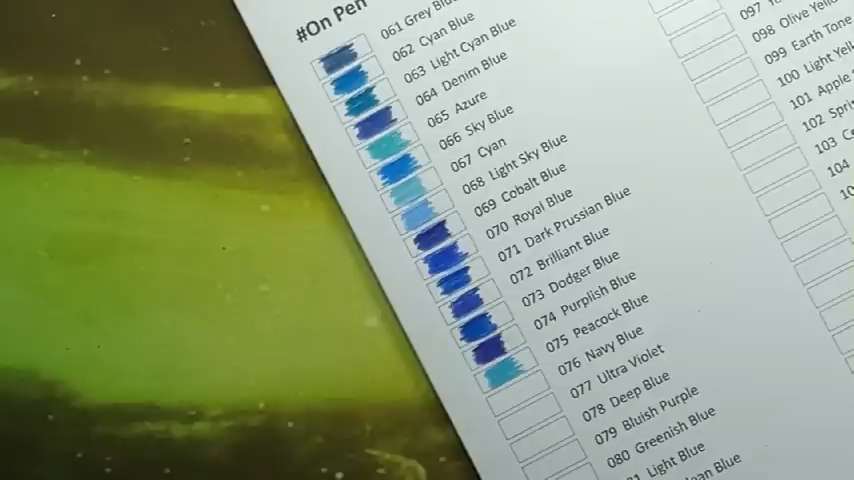 #On Pen
061 Grey Blue
062 Cyan Blue
063 Light Cyan Blue
064 Denim Blue
065 Azure
066 Sky Blue
067 Cyan
068 Light Sky Blue
069 Cobalt Blue
070 Royal Blue
071 Dark Prussian Blue
072 Brilliant Blue
073 Dodger Blue
074 Purplish Blue
075 Peacock Blue
076 Navy Blue
077 Ultra Violet
078 Deep Blue
079 Bluish Purple
080 Greenish Blue
Light Blue
Blue
097
098 Olive Yello
099 Earth Tone
100 Light Yell
101 Apple
102 Spri
103
104